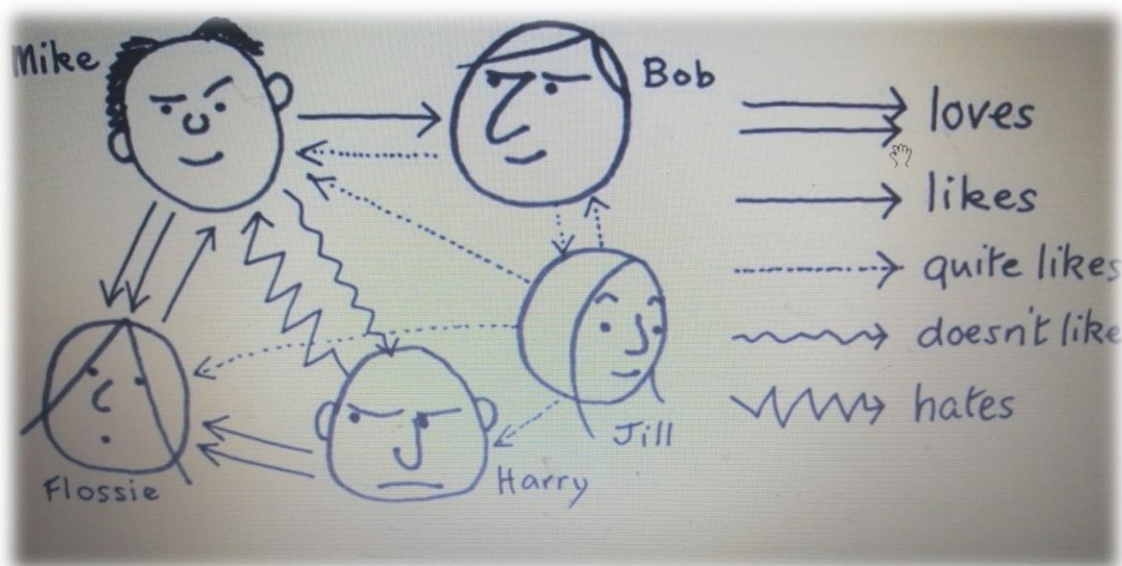 Mike
Bob
loves
likes
quite likes
doesn't like
hates
Jill
Harry
Flossie